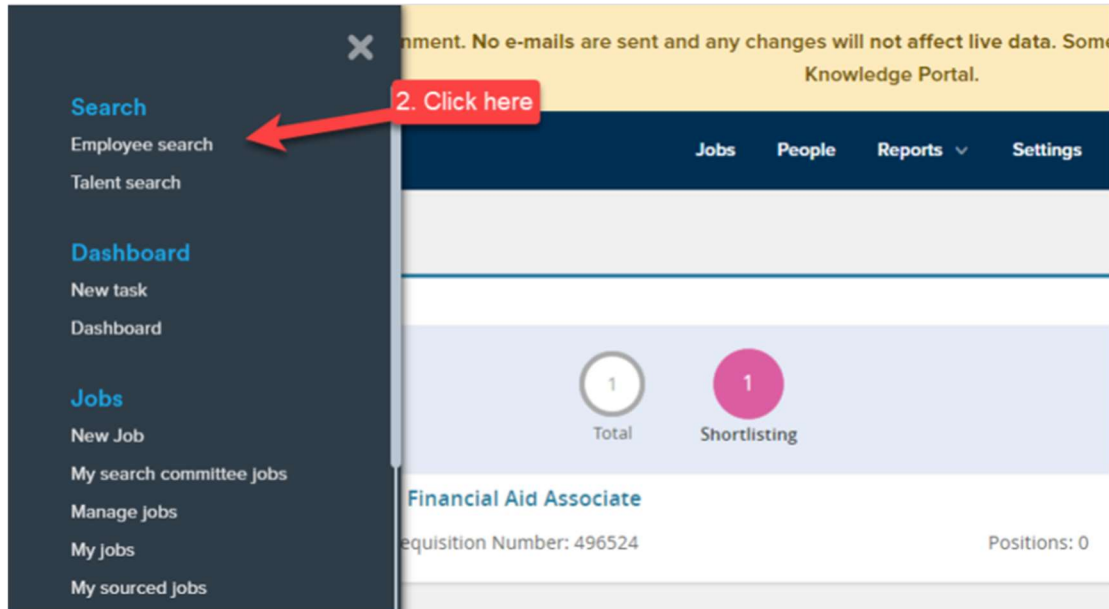 nment. No e-mails are sent and any changes will not affect live data. Som
Knowledge Portal.
2. Click here
Search
Employee search
Talent search
Dashboard
New task
Dashboard
Jobs
New Job
My search committee jobs
Manage jobs
My jobs
My sourced jobs
Jobs People Reports Settings
1 1
Total Shortlisting
Financial Aid Associate
equisition Number: 496524 Positions: 0